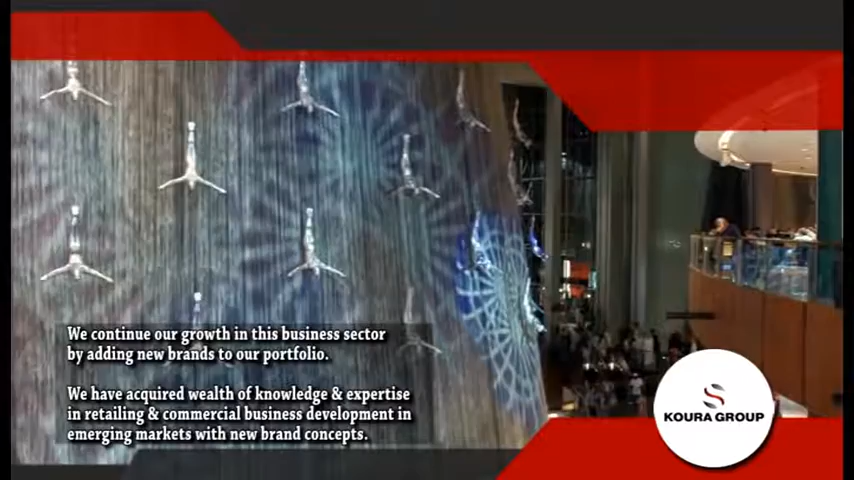 We continue our growth in this business sector
by adding new brands to our portfolio.
We have acquired wealth of knowledge & expertise
in retailing & commercial business development in
emerging markets with new brand concepts.
KOURA GROUP